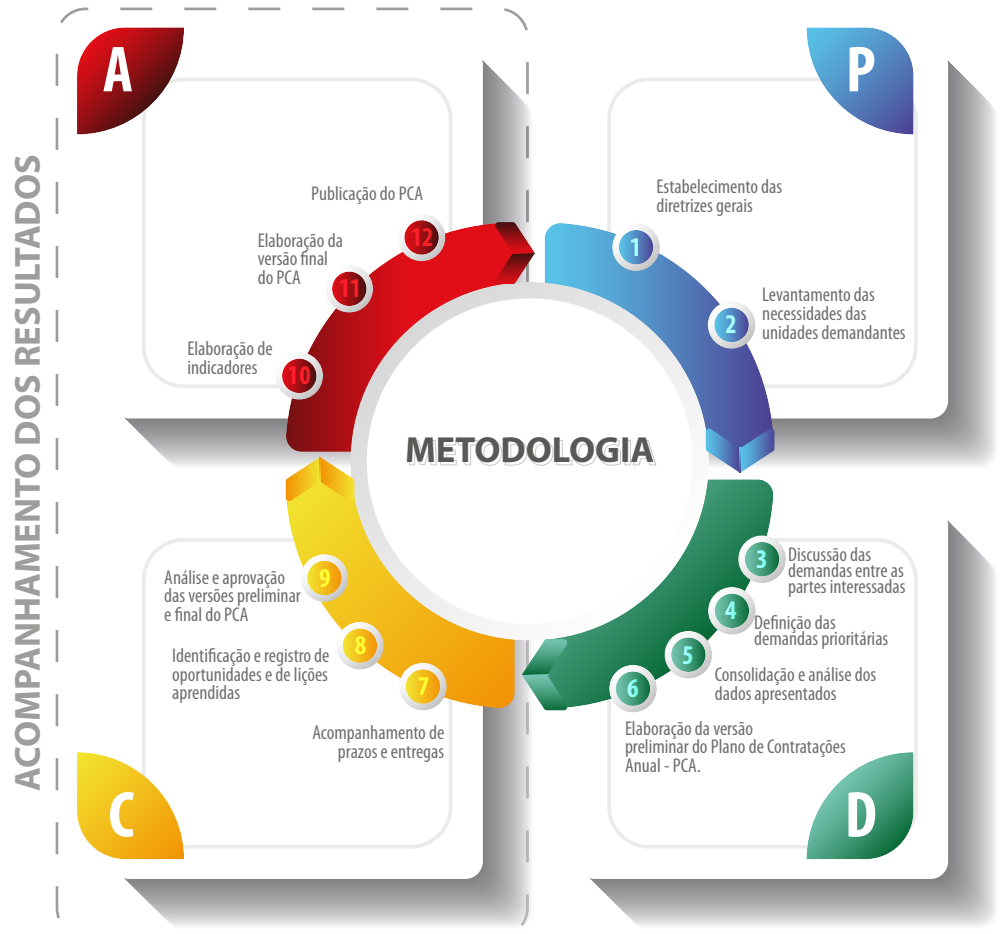 ACOMPANHAMENTO DOS RESULTADOS
A
P
Publicação do PCA
12
Elaboração da
versão final
do PCA
11
Elaboração de
indicadores
10
Estabelecimento das
diretrizes gerais
1
Levantamento das
necessidades das
unidades demandantes
2
METODOLOGIA
3
Discussão das
demandas entre as
partes interessadas
4
Definição das
demandas prioritárias
5
Consolidação e análise dos
dados apresentados
6
Elaboração da versão
preliminar do Plano de Contratações
Anual - PCA.
9
Análise e aprovação
das versões preliminar
e final do PCA
8
Identificação e registro de
oportunidades e de lições
aprendidas
7
Acompanhamento de
prazos e entregas
C
D